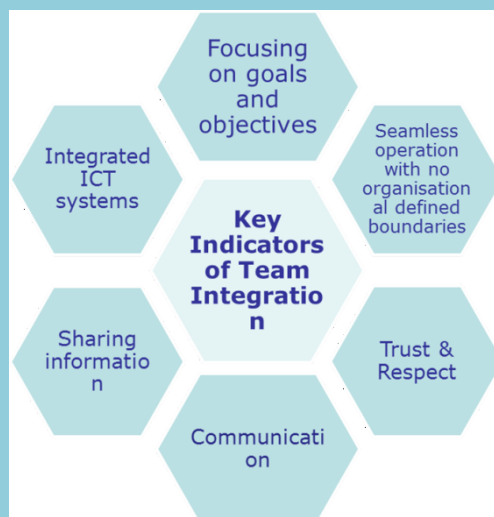 Focusing
on goals
and
objectives
Seamless
operation
with no
organisation
al defined
boundaries
Trust &
Respect
Communicati
on
Sharing
informatio
n
Integrated
ICT
systems
Key
Indicators
of Team
Integratio
n